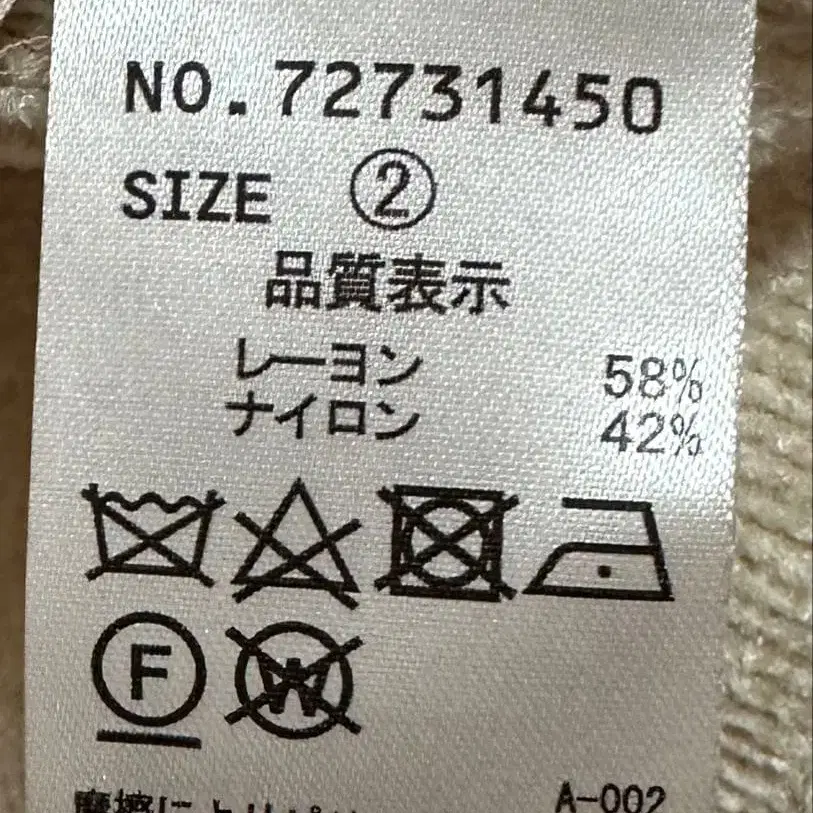 NO.72731450
SIZE ②
品質表示
レーヨン 58%
ナイロン 42%
F W
A-002